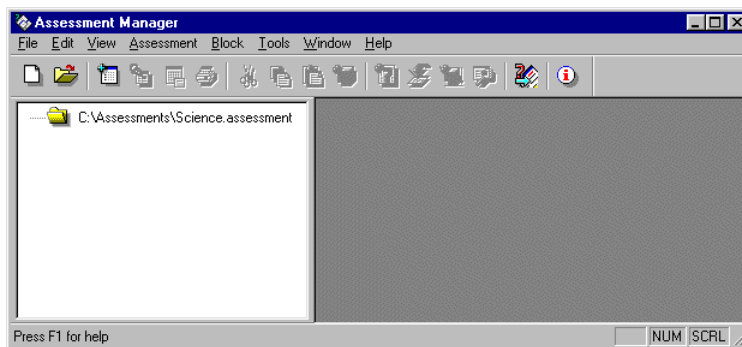 Assessment Manager
File Edit View Assessment Block Tools Window Help
C:\Assessments\Science.assessment
Press F1 for help NUM SCRL